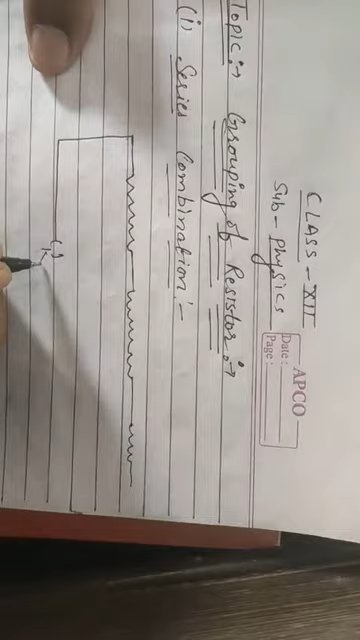 CLASS - XII
Sub - physics
APCO
Date:
Page:
Topic:→ Grouping of Resistor:→
(i) Series Combination:-